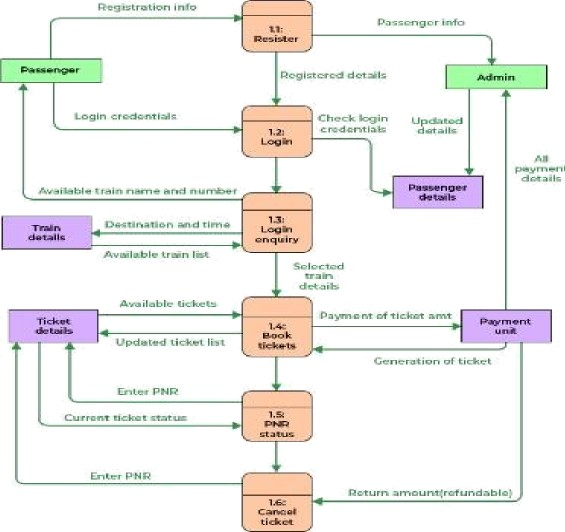 Registration info
1.1:
Resister
Passenger info
Passenger
Admin
Registered details
Login credentials
1.2:
Login
Check login
credentials
Updated
details
All
payment
details
Available train name and number
Passenger
details
Train
details
Destination and time
1.3:
Login
enquiry
Available train list
Selected
train
details
Available tickets
Ticket
details
1.4:
Book
tickets
Payment of ticket amt
Payment
unit
Updated ticket list
Generation of ticket
Enter PNR
Current ticket status
1.5:
PNR
status
Enter PNR
1.6:
Cancel
ticket
Return amount(refundable)